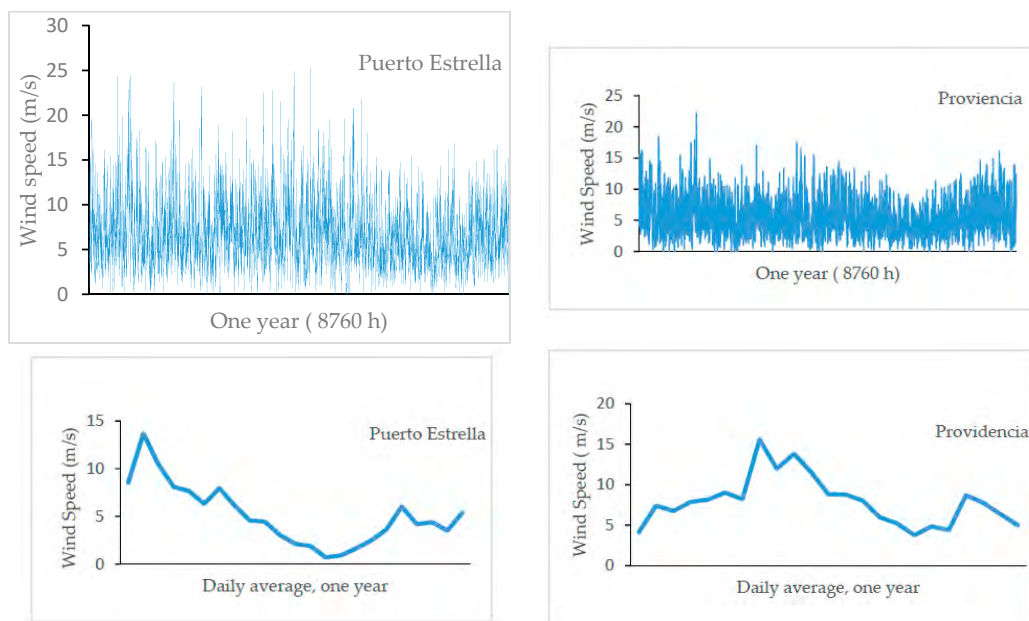 30
25
20
15
10
5
0
Wind speed (m/s)
Puerto Estrella
One year ( 8760 h)
25
20
15
10
5
0
Wind Speed (m/s)
Proviencia
One year ( 8760 h)
15
10
5
0
Wind Speed (m/s)
Puerto Estrella
Daily average, one year
20
15
10
5
0
Wind Speed ( m/s)
Providencia
Daily average, one year